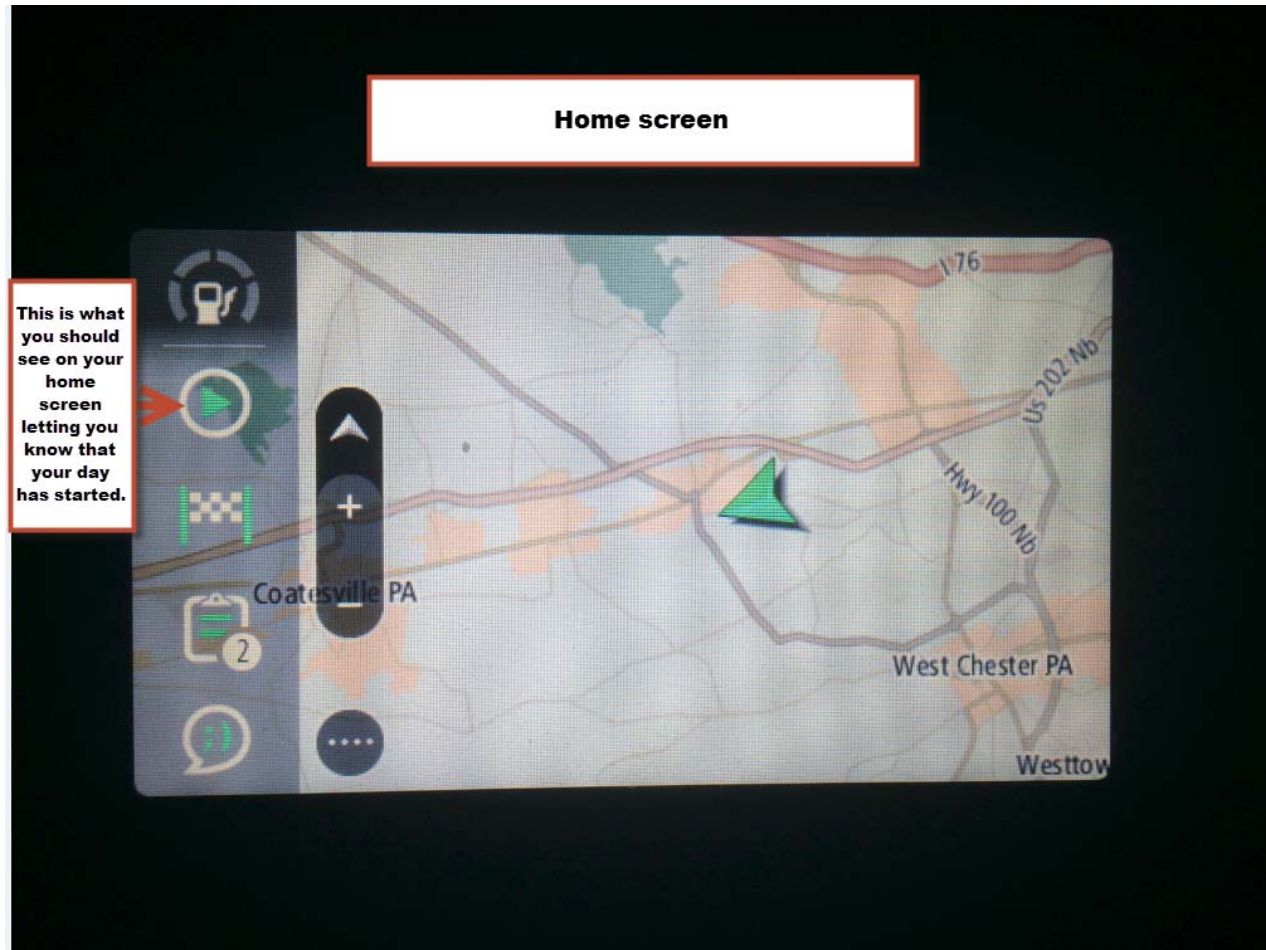 Home screen
This is what
you should
see on your
home
screen
letting you
know that
your day
has started.
I 76
Us 202 Nb
+
Hwy 100 Nb
Coatesville PA
-
2
West Chester PA
;)
....
Westtow